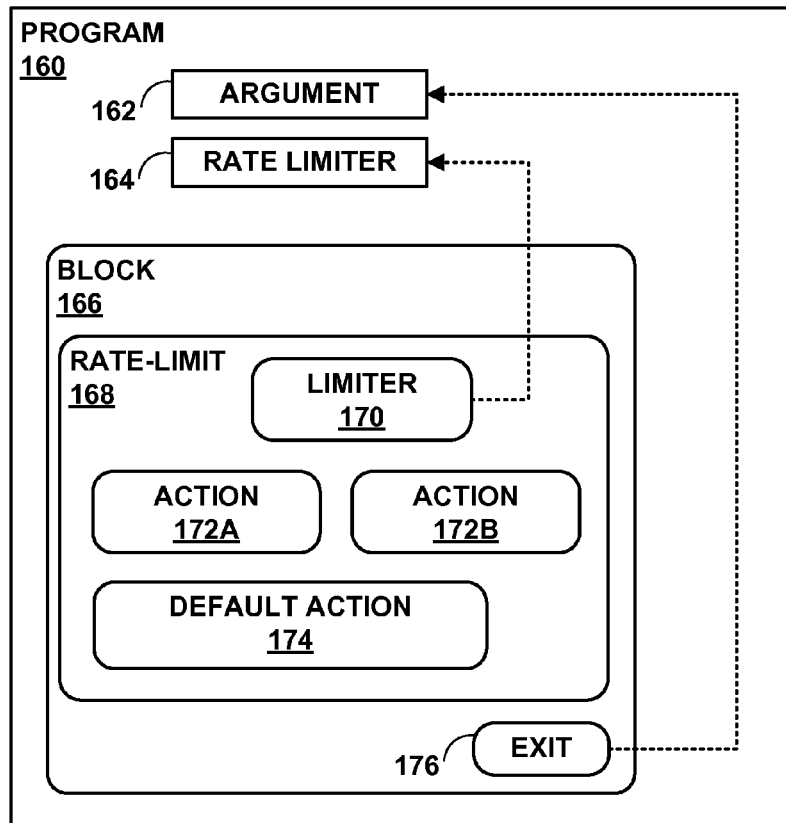 PROGRAM
160
ARGUMENT
162
RATE LIMITER
164
BLOCK
166
RATE-LIMIT
168
LIMITER
170
ACTION
172A
ACTION
172B
DEFAULT ACTION
174
EXIT
176